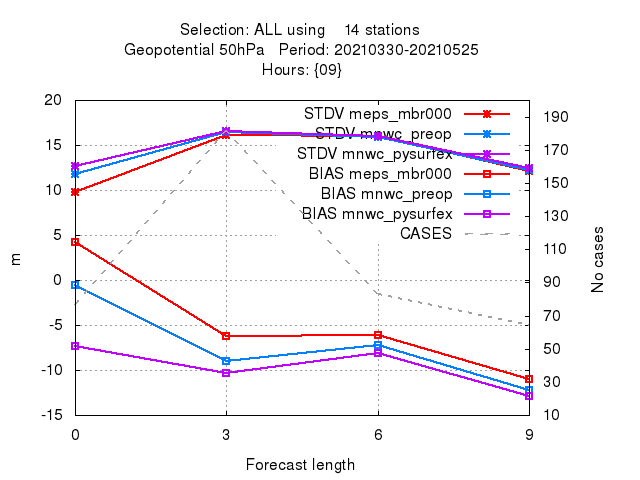 Selection: ALL using    14 stations
Geopotential 50hPa   Period: 20210330-20210525
Hours: {09}
20
15
10
5
0
-5
-10
-15
m
STDV meps_mbr000
STDV mnwc_preop
STDV mnwc_pysurfex
BIAS meps_mbr000
BIAS mnwc_preop
BIAS mnwc_pysurfex
CASES
190
170
150
130
110
90
70
50
30
10
No cases
0 3 6 9
Forecast length